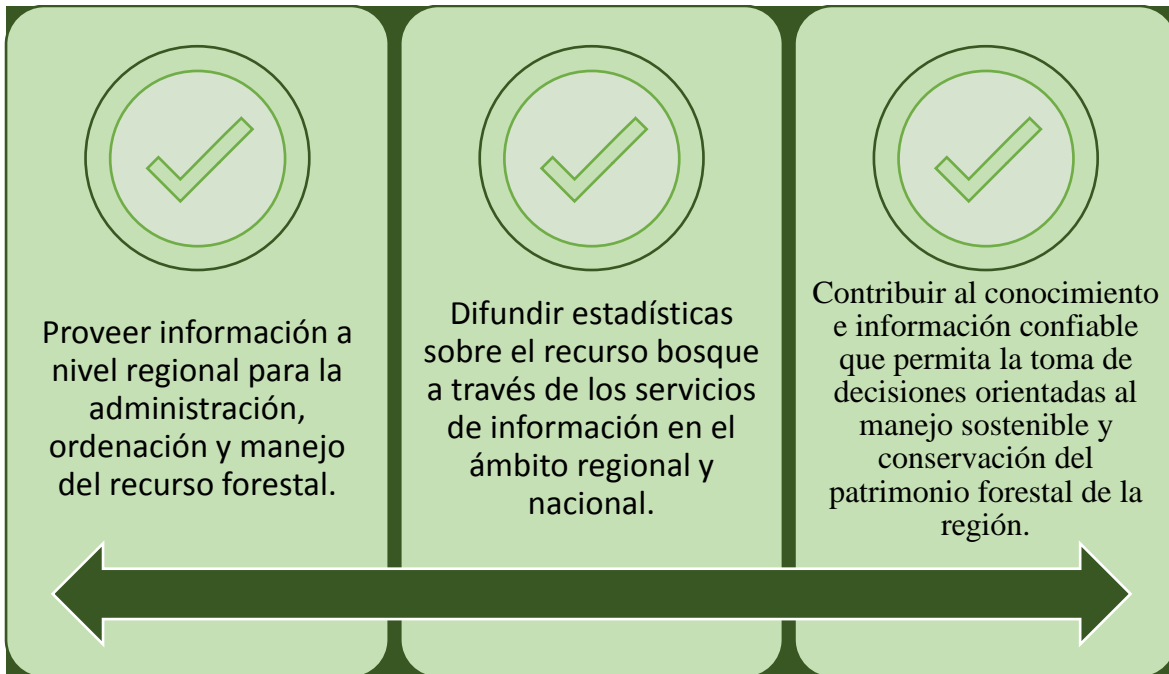 Proveer información a
nivel regional para la
administración,
ordenación y manejo
del recurso forestal.
Difundir estadísticas
sobre el recurso bosque
a través de los servicios
de información en el
ámbito regional y
nacional.
Contribuir al conocimiento
e información confiable
que permita la toma de
decisiones orientadas al
manejo sostenible y
conservación del
patrimonio forestal de la
región.